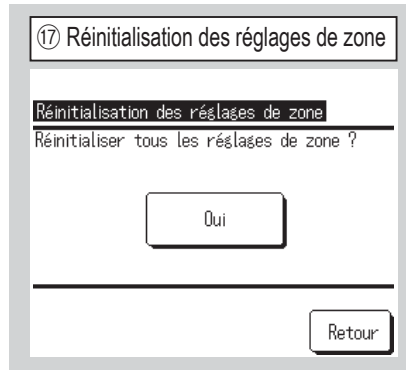 ⑰ Réinitialisation des réglages de zone
Réinitialisation des réglages de zone
Réinitialiser tous les réglages de zone ?
Oui
Retour